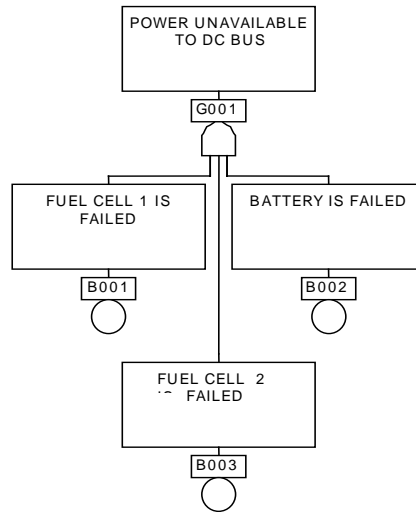 POWER UNAVAILABLE
TO DC BUS
G001
FUEL CELL 1 IS
FAILED
BATTERY IS FAILED
B001
B002
FUEL CELL 2
IS FAILED
B003